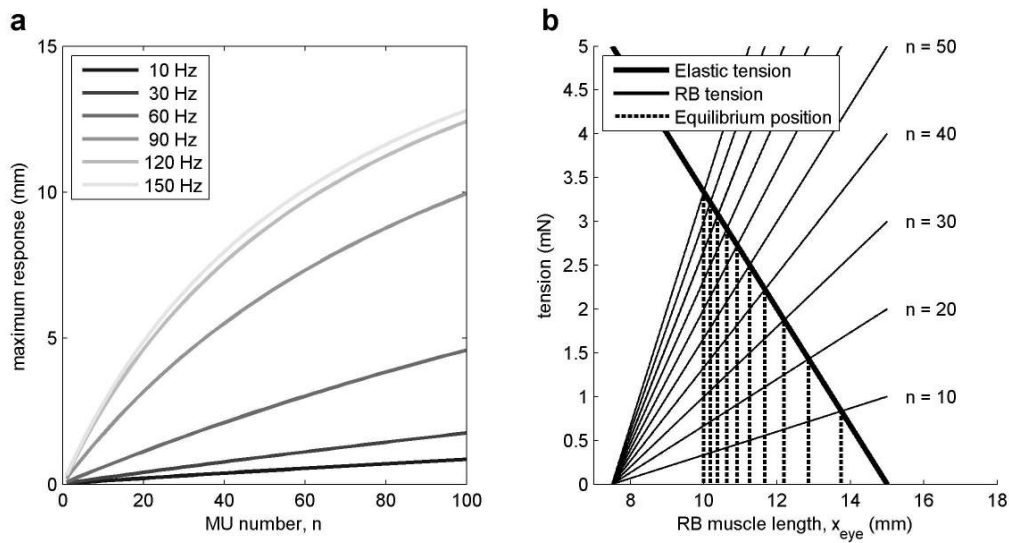 a
15
10
5
0
0
20
40
60
80
100
maximum response (mm)
MU number, n
10 Hz
30 Hz
60 Hz
90 Hz
120 Hz
150 Hz
b
5
4.5
4
3.5
3
2.5
2
1.5
1
0.5
0
8
10
12
14
16
18
tension (mN)
RB muscle length, x_eye (mm)
Elastic tension
RB tension
Equilibrium position
n = 50
n = 40
n = 30
n = 20
n = 10